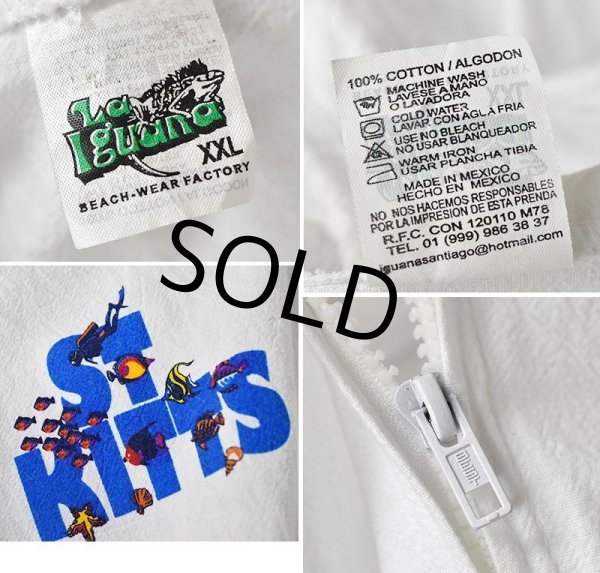 La
Iguana
XXL
BEACH-WEAR FACTORY
100% COTTON / ALGODON
MACHINE WASH
LAVESE A MANO
O LAVADORA
COLD WATER
LAVAR CON AGLA FRIA
USE NO BLEACH
NO USAR BLANQUEADOR
WARM IRON
USAR PLANCHA TIBIA
MADE IN MEXICO
HECHO EN MEXICO
NO NOS HACEMOS RESPONSABLES
POR LA IMPRESION DE ESTA PRENDA
R.F.C. CON 120110 M78
TEL. 01 (999) 986 38 37
iguanasantiago@hotmail.com
SOLD
ST
KITTS